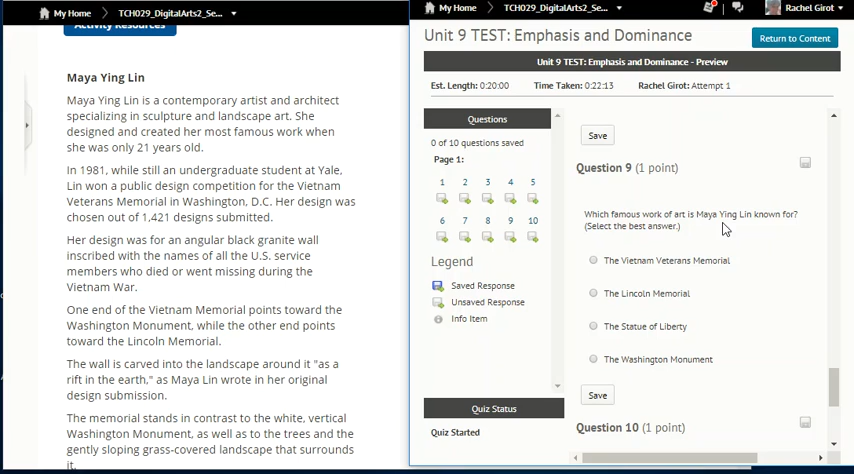 My Home
TCH029_DigitalArts2_Se...
Activity Resources
Maya Ying Lin
Maya Ying Lin is a contemporary artist and architect
specializing in sculpture and landscape art. She
designed and created her most famous work when
she was only 21 years old.
In 1981, while still an undergraduate student at Yale,
Lin won a public design competition for the Vietnam
Veterans Memorial in Washington, D.C. Her design was
chosen out of 1,421 designs submitted.
Her design was for an angular black granite wall
inscribed with the names of all the U.S. service
members who died or went missing during the
Vietnam War.
One end of the Vietnam Memorial points toward the
Washington Monument, while the other end points
toward the Lincoln Memorial.
The wall is carved into the landscape around it "as a
rift in the earth," as Maya Lin wrote in her original
design submission.
The memorial stands in contrast to the white, vertical
Washington Monument, as well as to the trees and the
gently sloping grass-covered landscape that surrounds
it.
My Home
TCH029_DigitalArts2_Se...
Rachel Girot
Unit 9 TEST: Emphasis and Dominance
Return to Content
Unit 9 TEST: Emphasis and Dominance - Preview
Est. Length: 0:20:00 Time Taken: 0:22:13 Rachel Girot: Attempt 1
Questions
0 of 10 questions saved
Page 1:
1 2 3 4 5
6 7 8 9 10
Legend
Saved Response
Unsaved Response
Info Item
Quiz Status
Quiz Started
Save
Question 9 (1 point)
Which famous work of art is Maya Ying Lin known for?
(Select the best answer.)
The Vietnam Veterans Memorial
The Lincoln Memorial
The Statue of Liberty
The Washington Monument
Save
Question 10 (1 point)